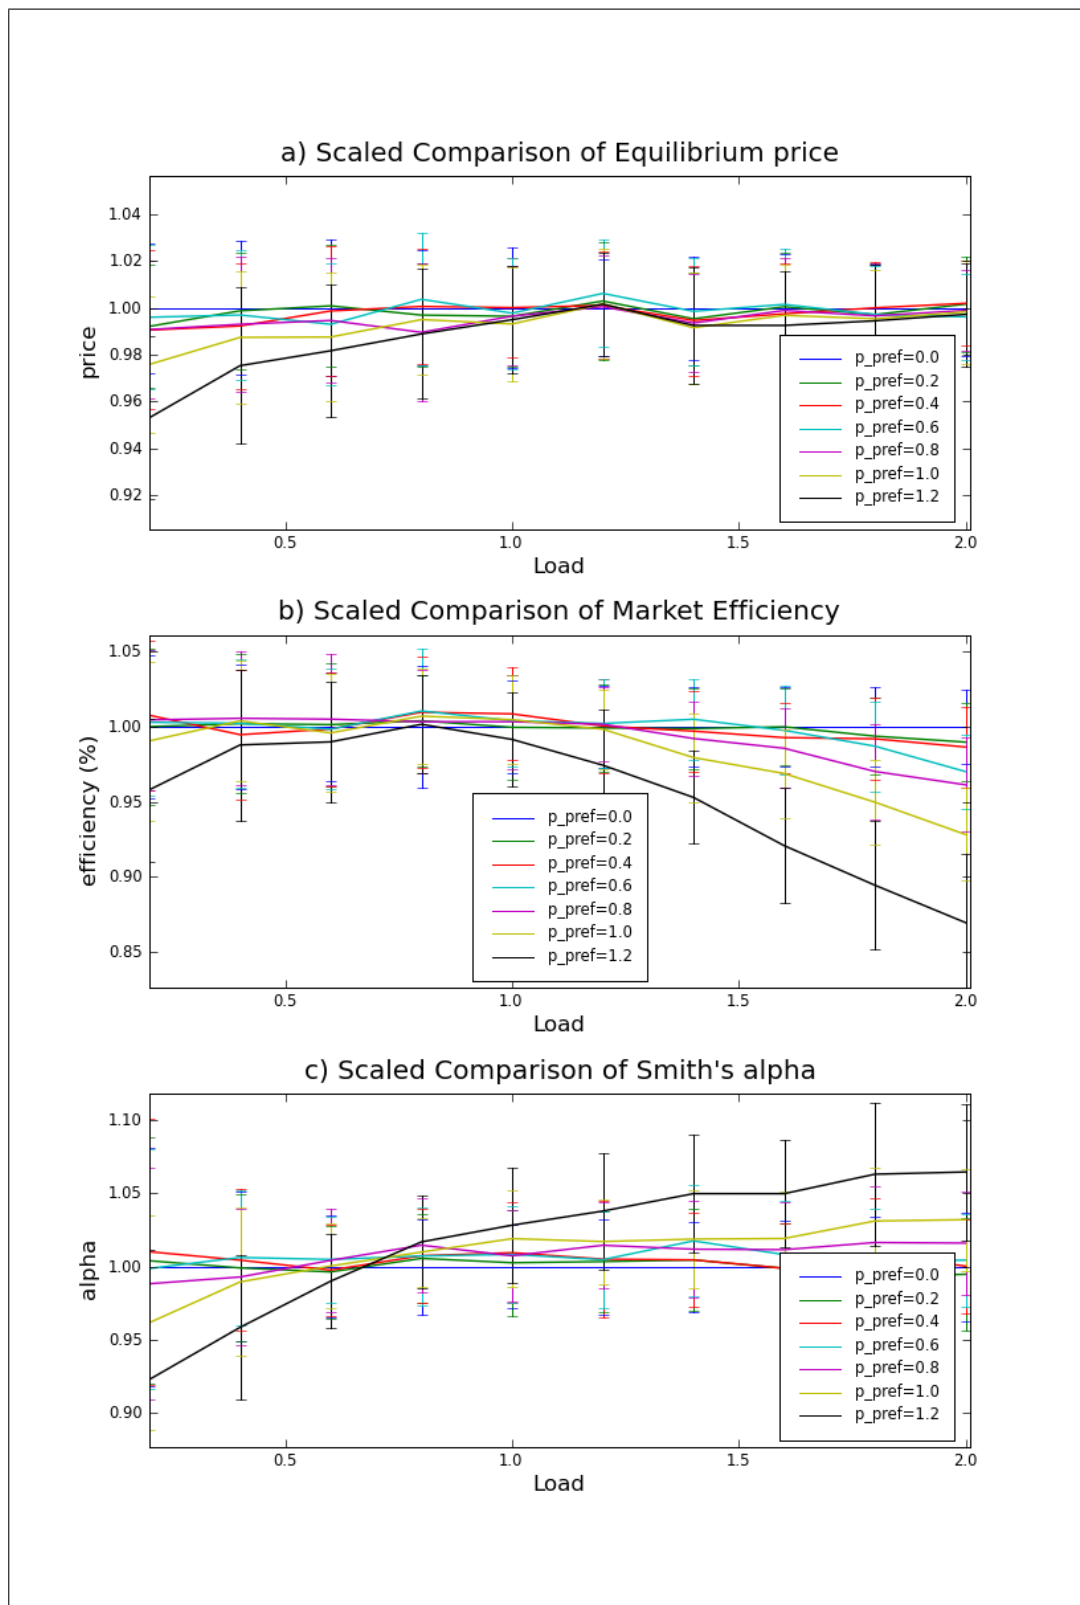 a) Scaled Comparison of Equilibrium price
1.04
1.02
1.00
0.98
0.96
0.94
0.92
price
p_pref=0.0
p_pref=0.2
p_pref=0.4
p_pref=0.6
p_pref=0.8
p_pref=1.0
p_pref=1.2
0.5 1.0 1.5 2.0
Load
b) Scaled Comparison of Market Efficiency
1.05
1.00
0.95
0.90
0.85
efficiency (%)
p_pref=0.0
p_pref=0.2
p_pref=0.4
p_pref=0.6
p_pref=0.8
p_pref=1.0
p_pref=1.2
0.5 1.0 1.5 2.0
Load
c) Scaled Comparison of Smith's alpha
1.10
1.05
1.00
0.95
0.90
alpha
p_pref=0.0
p_pref=0.2
p_pref=0.4
p_pref=0.6
p_pref=0.8
p_pref=1.0
p_pref=1.2
0.5 1.0 1.5 2.0
Load